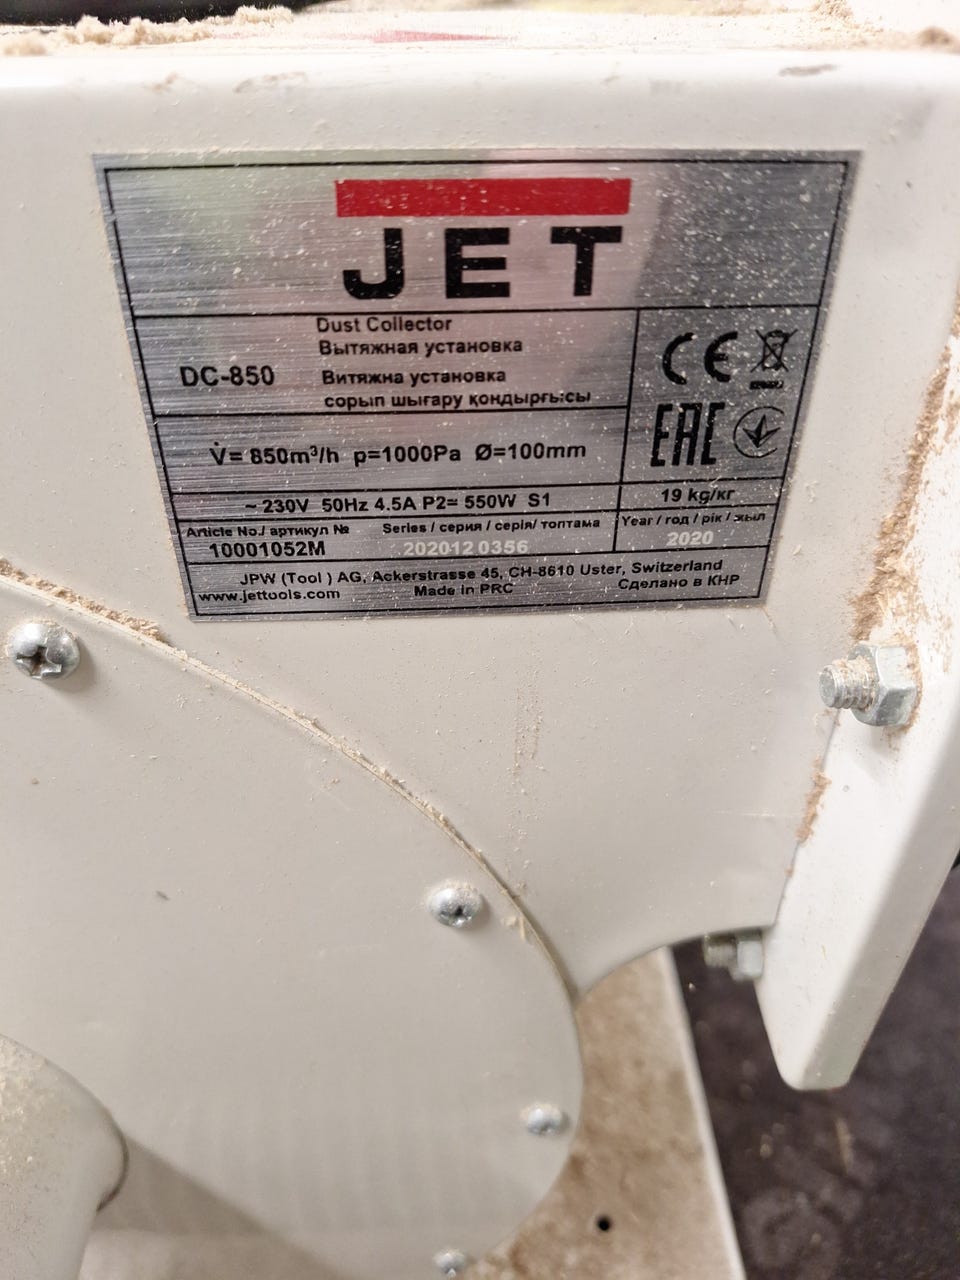 JET
Dust Collector
Вытяжная установка
DC-850
Витяжна установка
сорып шығару қондырғысы
CE
EAC
V̇= 850m³/h p=1000Pa Ø=100mm
~ 230V 50Hz 4.5A P2= 550W S1
19 kg/кг
Article No./ артикул №
Series / серия / серія/ топтама
Year / год / рік / жыл
10001052M
2020120356
2020
JPW (Tool ) AG, Ackerstrasse 45, CH-8610 Uster, Switzerland
www.jettools.com Made in PRC Сделано в КНР